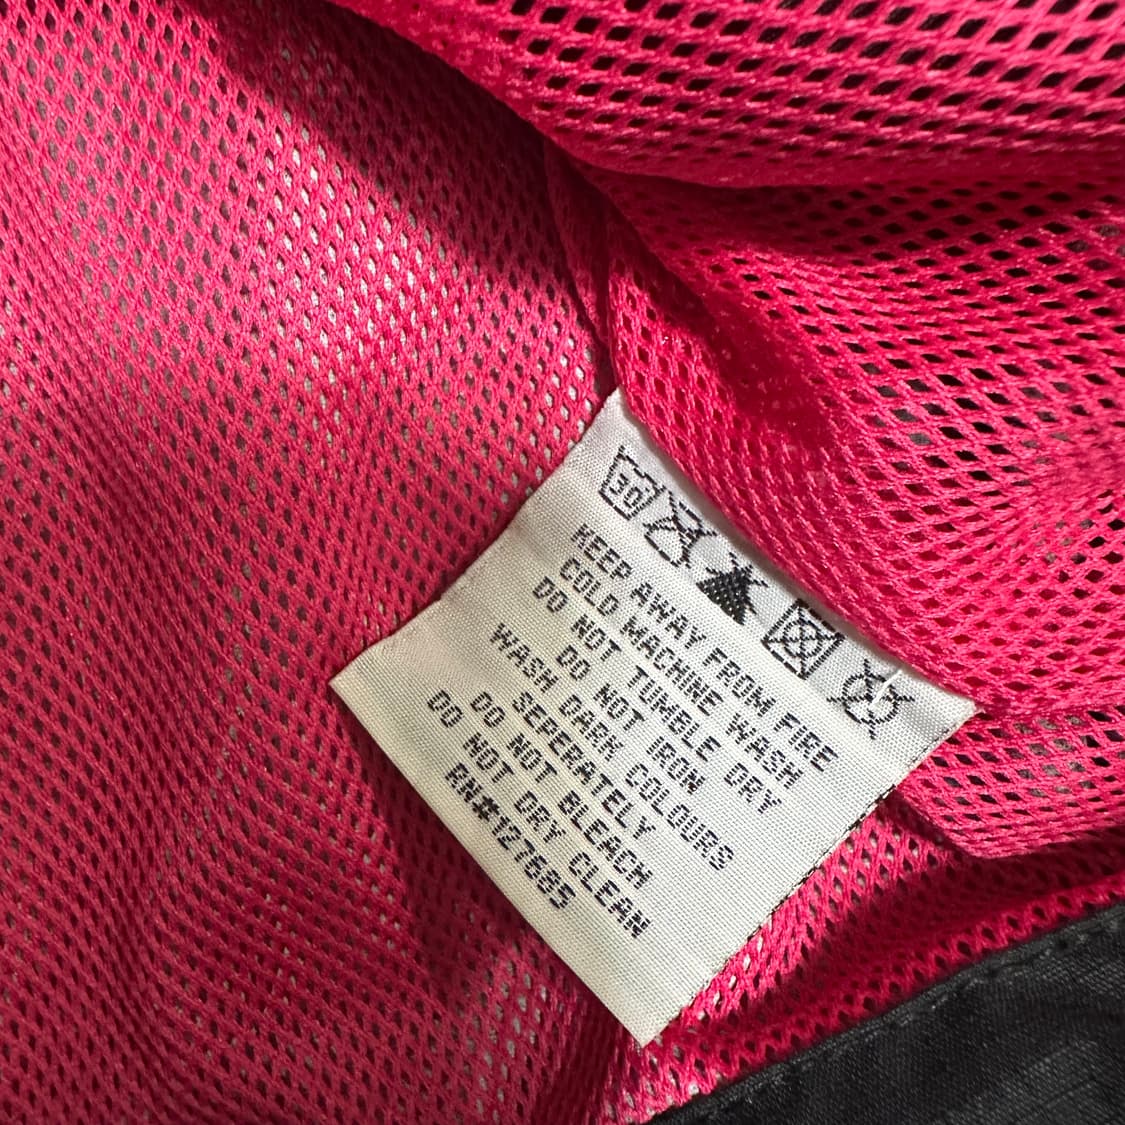 30
KEEP AWAY FROM FIRE
COLD MACHINE WASH
DO NOT TUMBLE DRY
DO NOT IRON
WASH DARK COLOURS
SEPERATELY
DO NOT BLEACH
DO NOT DRY CLEAN
RN#127685